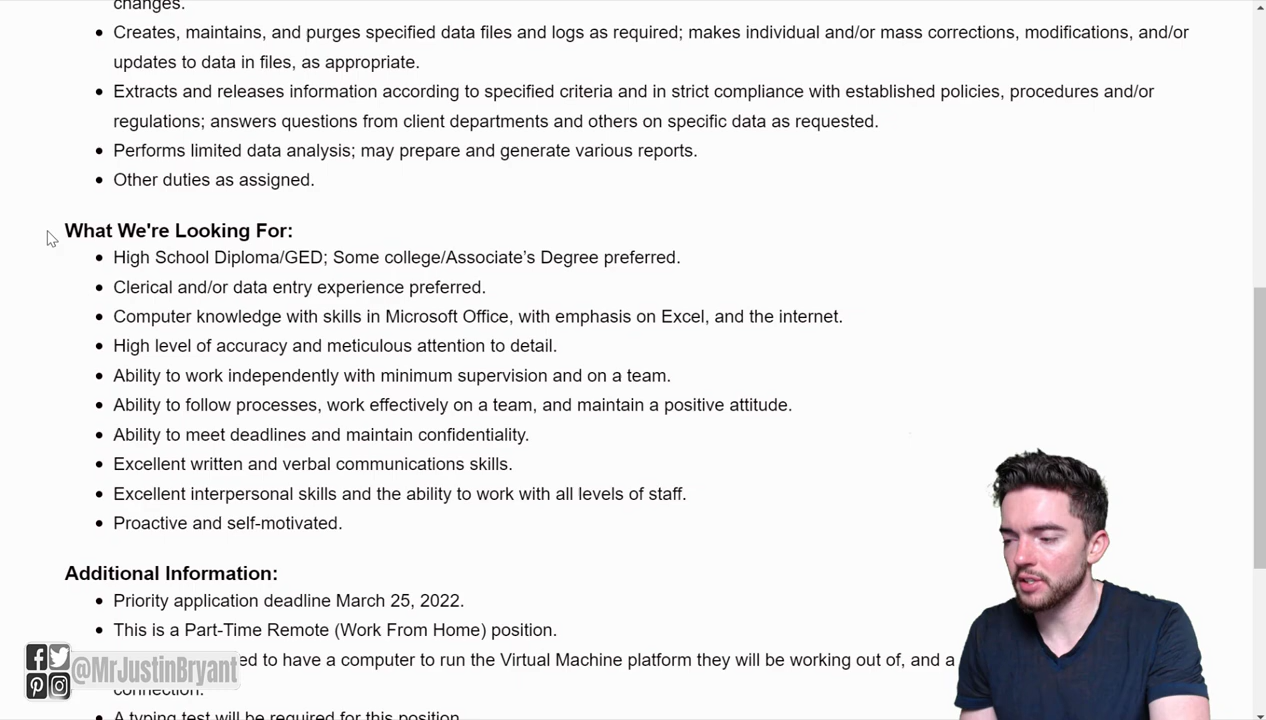 changes.
Creates, maintains, and purges specified data files and logs as required; makes individual and/or mass corrections, modifications, and/or
updates to data in files, as appropriate.
Extracts and releases information according to specified criteria and in strict compliance with established policies, procedures and/or
regulations; answers questions from client departments and others on specific data as requested.
Performs limited data analysis; may prepare and generate various reports.
Other duties as assigned.
What We're Looking For:
High School Diploma/GED; Some college/Associate’s Degree preferred.
Clerical and/or data entry experience preferred.
Computer knowledge with skills in Microsoft Office, with emphasis on Excel, and the internet.
High level of accuracy and meticulous attention to detail.
Ability to work independently with minimum supervision and on a team.
Ability to follow processes, work effectively on a team, and maintain a positive attitude.
Ability to meet deadlines and maintain confidentiality.
Excellent written and verbal communications skills.
Excellent interpersonal skills and the ability to work with all levels of staff.
Proactive and self-motivated.
Additional Information:
Priority application deadline March 25, 2022.
This is a Part-Time Remote (Work From Home) position.
to have a computer to run the Virtual Machine platform they will be working out of, and a
@MrJustinBryant
connection.
A typing test will be required for this position